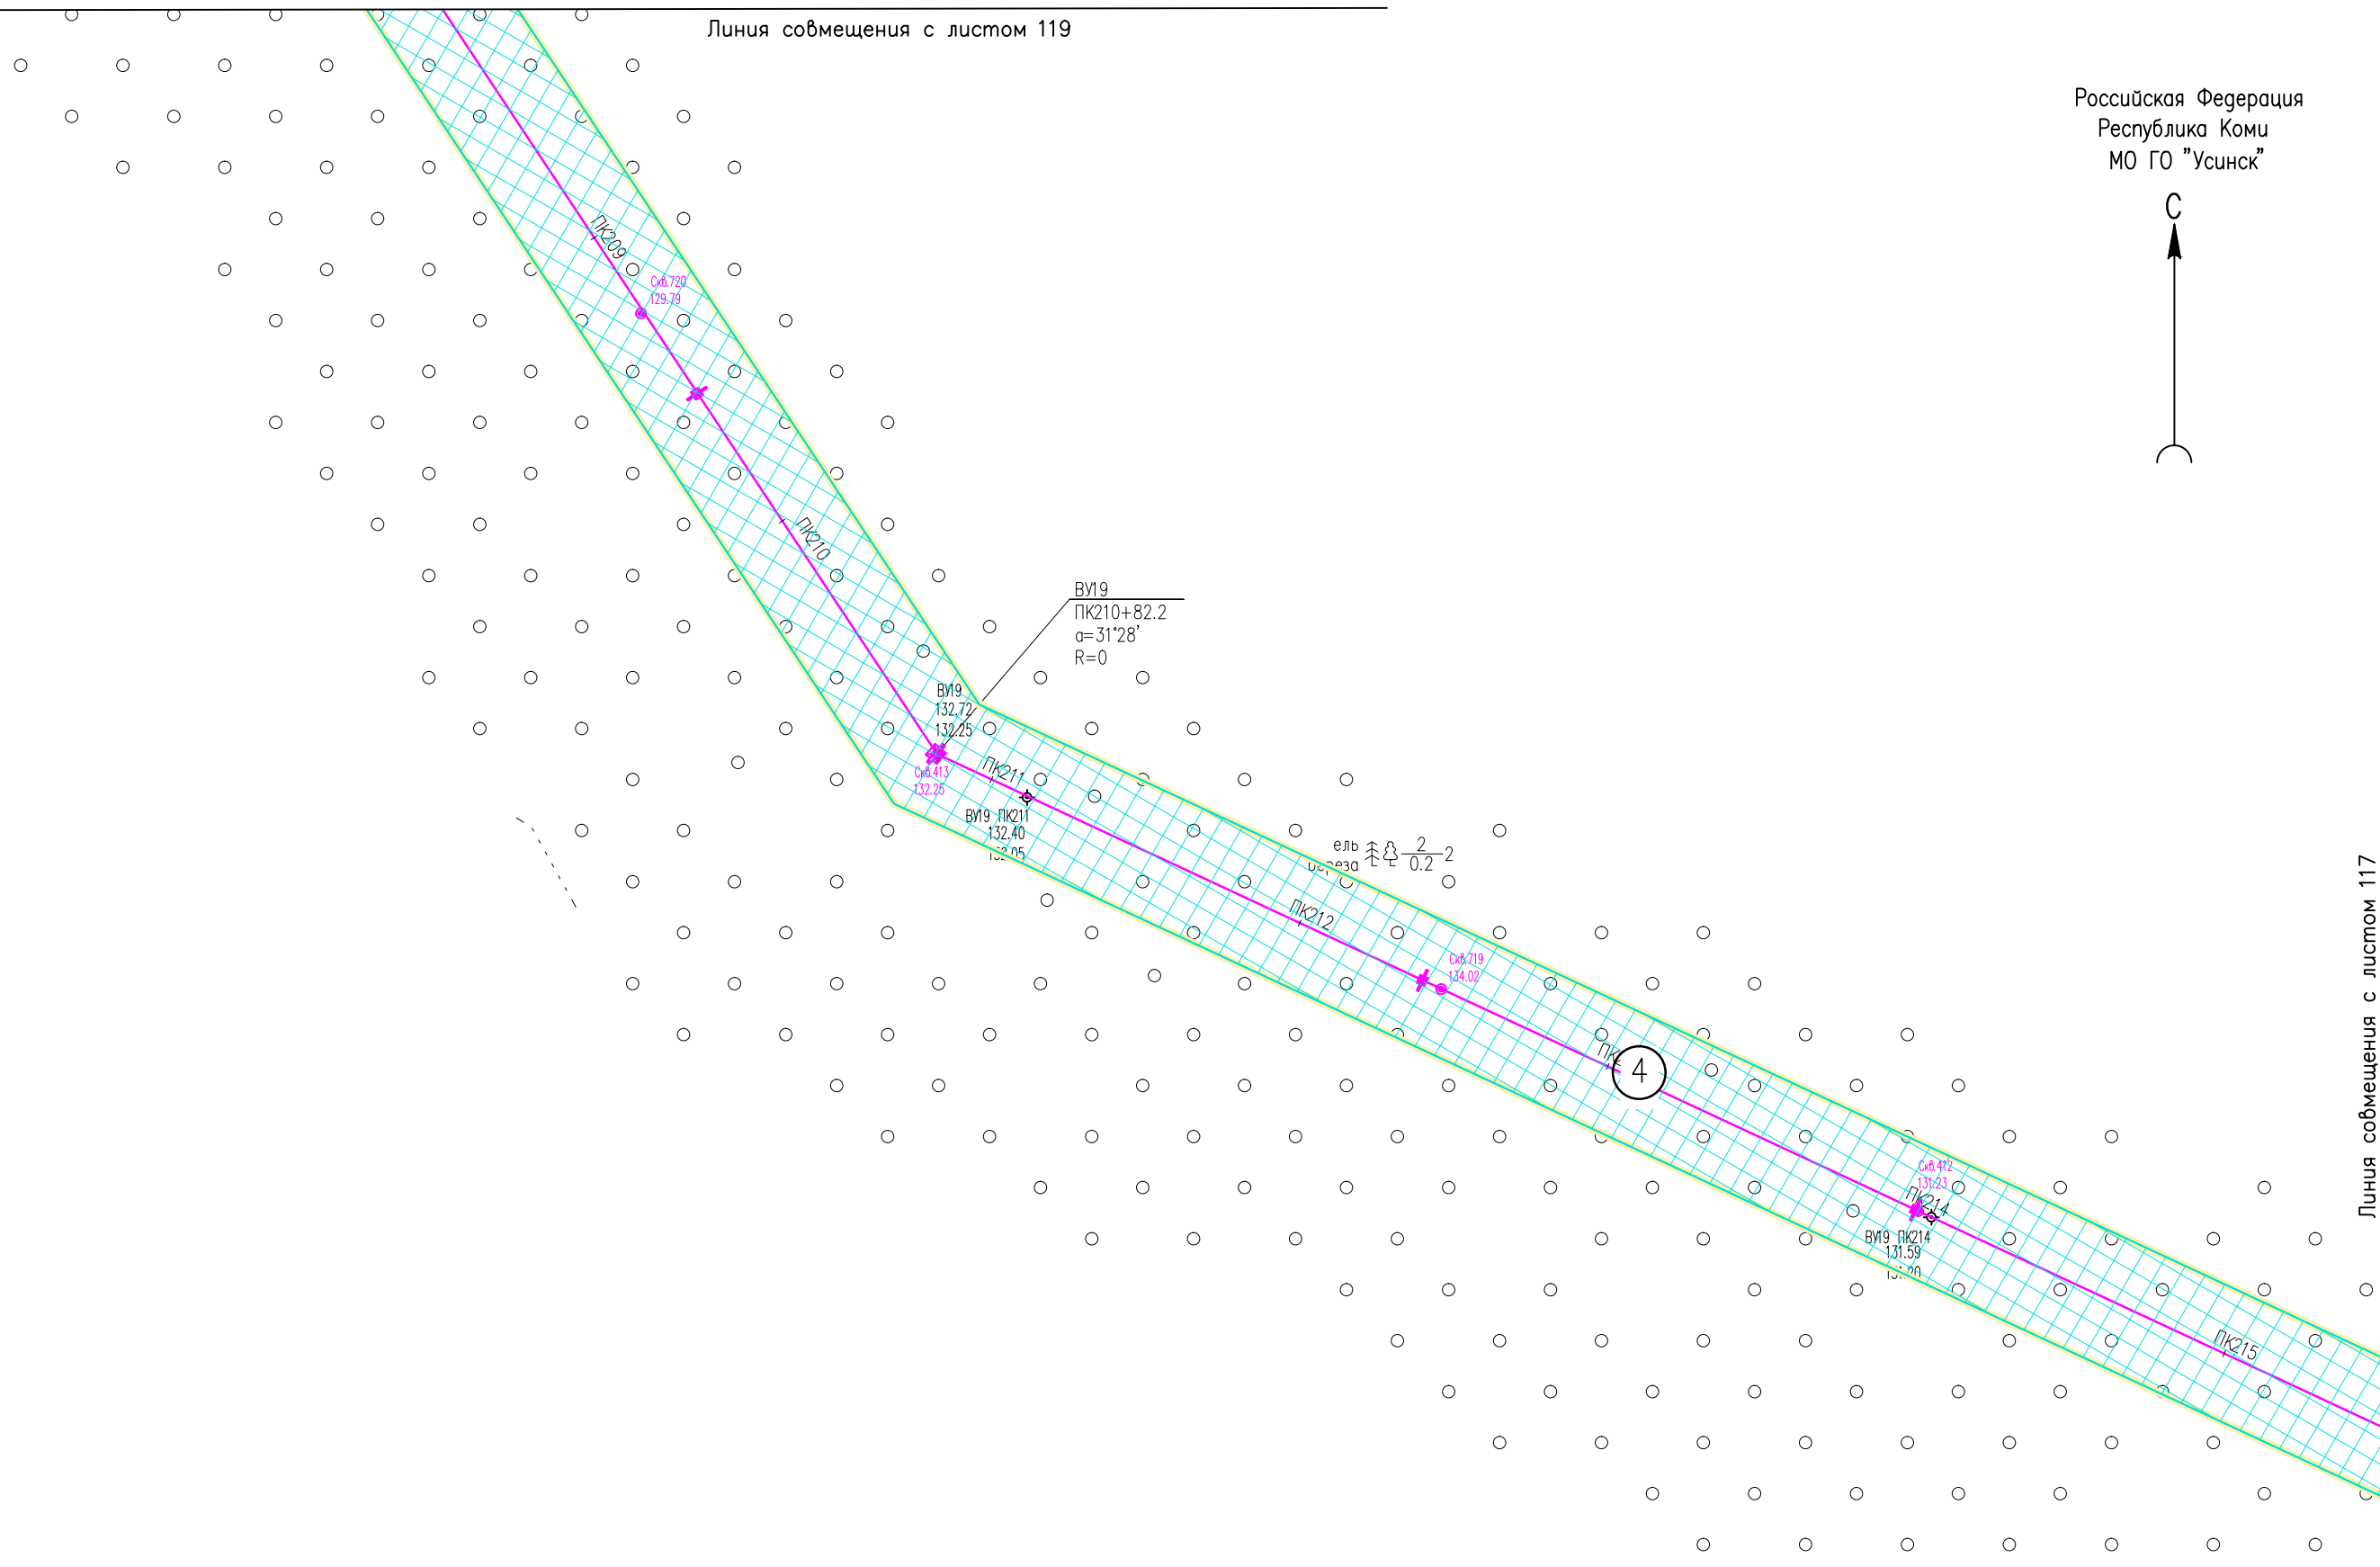 Линия совмещения с листом 119
Российская Федерация
Республика Коми
МО ГО "Усинск"
С
ПК209
Скв.720
129.79
ПК210
ВУ19
ПК210+82.2
α=31°28'
R=0
ВУ19
132.72
132.25
Скв.413
132.25
ПК211
ВУ19 ПК211
132.40
132.05
ель 2 2
береза 0.2
ПК212
Скв.719
134.02
4
Скв.412
131.23
ПК214
ВУ19 ПК214
131.59
ПК215
Линия совмещения с листом 117